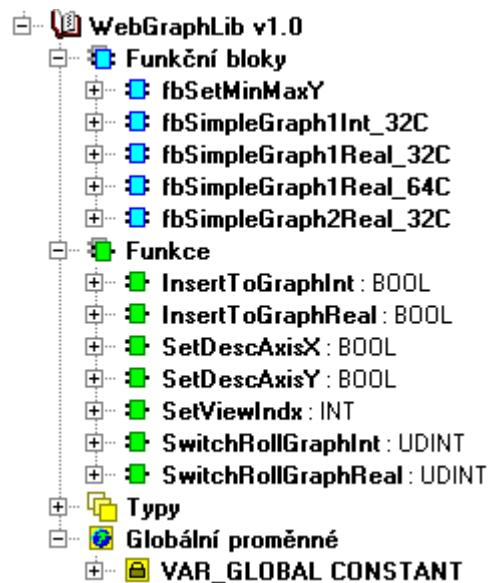 WebGraphLib v1.0
Funkční bloky
fbSetMinMaxY
fbSimpleGraph1Int_32C
fbSimpleGraph1Real_32C
fbSimpleGraph1Real_64C
fbSimpleGraph2Real_32C
Funkce
InsertToGraphInt : BOOL
InsertToGraphReal : BOOL
SetDescAxisX : BOOL
SetDescAxisY : BOOL
SetViewIndx : INT
SwitchRollGraphInt : UDINT
SwitchRollGraphReal : UDINT
Typy
Globální proměnné
VAR_GLOBAL CONSTANT